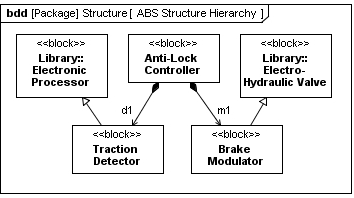 bdd [Package] Structure [ ABS Structure Hierarchy ]
<<block>>
Library::
Electronic
Processor
<<block>>
Anti-Lock
Controller
<<block>>
Library::
Electro-
Hydraulic Valve
d1
m1
<<block>>
Traction
Detector
<<block>>
Brake
Modulator